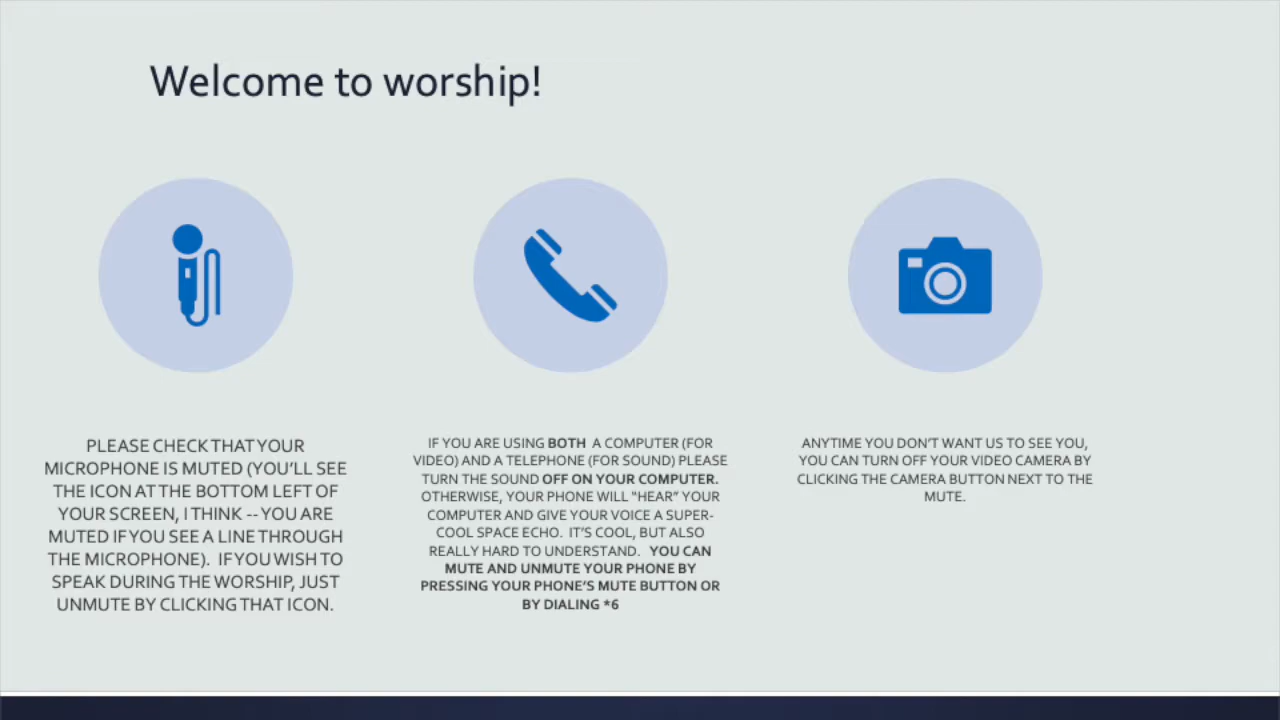 Welcome to worship!
PLEASE CHECK THAT YOUR
MICROPHONE IS MUTED (YOU'LL SEE
THE ICON AT THE BOTTOM LEFT OF
YOUR SCREEN, I THINK -- YOU ARE
MUTED IF YOU SEE A LINE THROUGH
THE MICROPHONE). IF YOU WISH TO
SPEAK DURING THE WORSHIP, JUST
UNMUTE BY CLICKING THAT ICON.
IF YOU ARE USING BOTH A COMPUTER (FOR
VIDEO) AND A TELEPHONE (FOR SOUND) PLEASE
TURN THE SOUND OFF ON YOUR COMPUTER.
OTHERWISE, YOUR PHONE WILL "HEAR" YOUR
COMPUTER AND GIVE YOUR VOICE A SUPER-
COOL SPACE ECHO. IT'S COOL, BUT ALSO
REALLY HARD TO UNDERSTAND. YOU CAN
MUTE AND UNMUTE YOUR PHONE BY
PRESSING YOUR PHONE'S MUTE BUTTON OR
BY DIALING *6
ANYTIME YOU DON'T WANT US TO SEE YOU,
YOU CAN TURN OFF YOUR VIDEO CAMERA BY
CLICKING THE CAMERA BUTTON NEXT TO THE
MUTE.